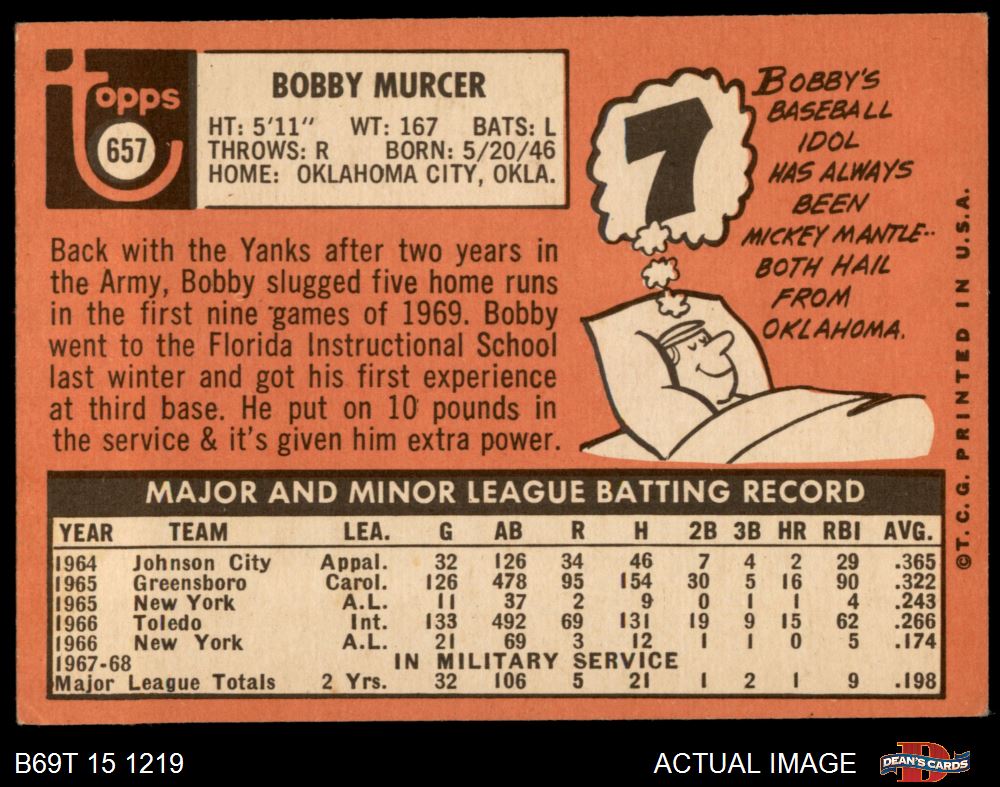 topps
657
BOBBY MURCER
HT: 5'11" WT: 167 BATS: L
THROWS: R BORN: 5/20/46
HOME: OKLAHOMA CITY, OKLA.
7
BOBBY'S
BASEBALL
IDOL
HAS ALWAYS
BEEN
MICKEY MANTLE--
BOTH HAIL
FROM
OKLAHOMA.
Back with the Yanks after two years in
the Army, Bobby slugged five home runs
in the first nine games of 1969. Bobby
went to the Florida Instructional School
last winter and got his first experience
at third base. He put on 10 pounds in
the service & it's given him extra power.
©T. C. G. PRINTED IN U.S.A.
MAJOR AND MINOR LEAGUE BATTING RECORD
YEAR TEAM LEA. G AB R H 2B 3B HR RBI AVG.
1964 Johnson City Appal. 32 126 34 46 7 4 2 29 .365
1965 Greensboro Carol. 126 478 95 154 30 5 16 90 .322
1965 New York A.L. 11 37 2 9 0 1 1 4 .243
1966 Toledo Int. 133 492 69 131 19 9 15 62 .266
1966 New York A.L. 21 69 3 12 1 1 0 5 .174
1967-68 IN MILITARY SERVICE
Major League Totals 2 Yrs. 32 106 5 21 1 2 1 9 .198
B69T 15 1219
ACTUAL IMAGE
DEAN'S CARDS